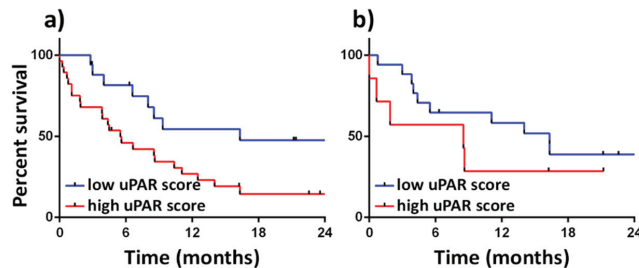 a)
Percent survival
100
50
0
low uPAR score
high uPAR score
0 6 12 18 24
Time (months)
b)
100
50
0
low uPAR score
high uPAR score
0 6 12 18 24
Time (months)